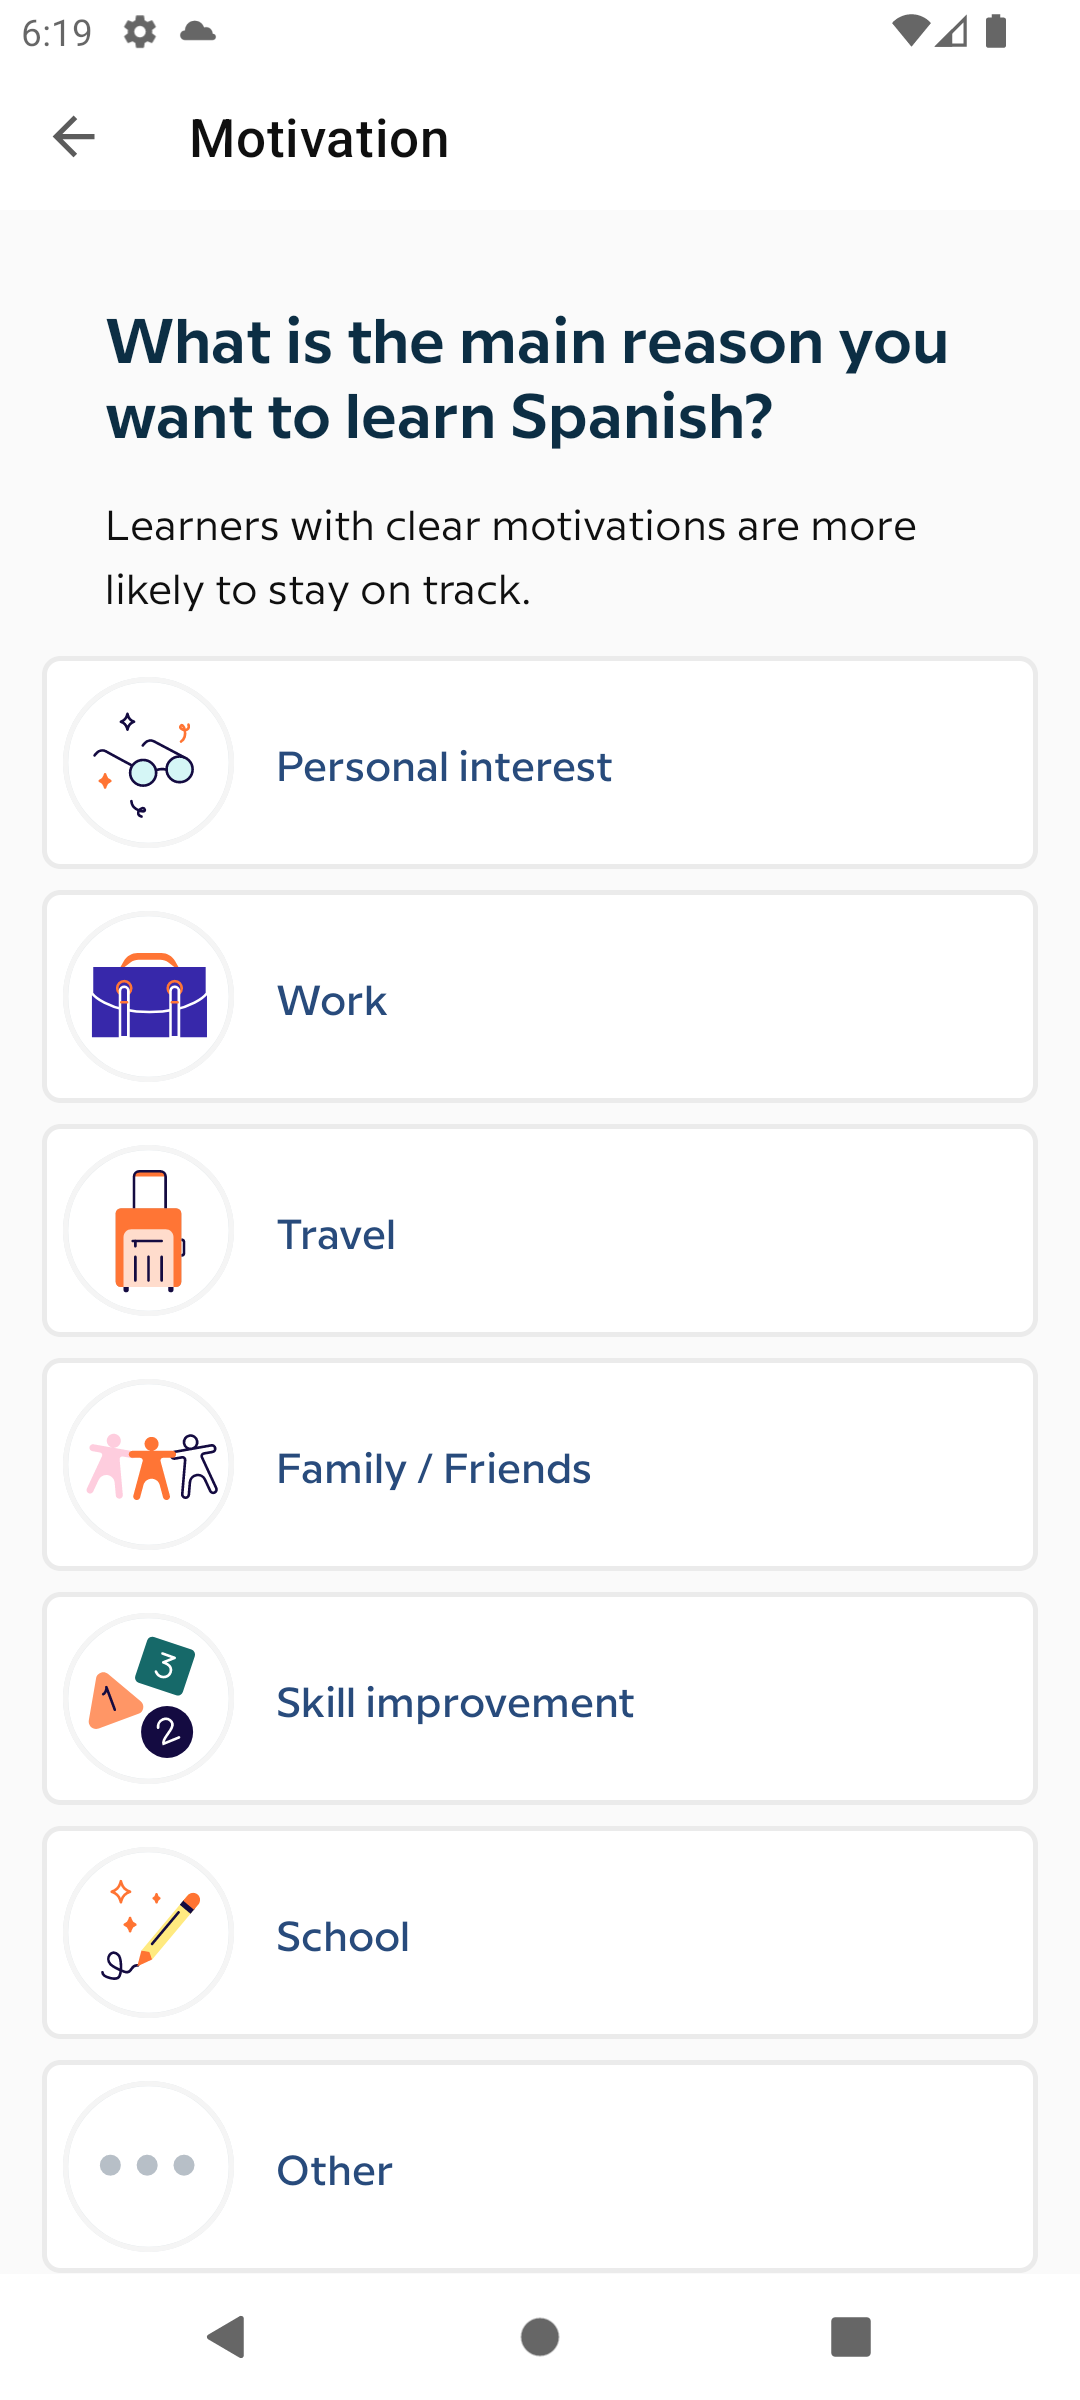 6:19
Motivation
What is the main reason you
want to learn Spanish?
Learners with clear motivations are more
likely to stay on track.
Personal interest
Work
Travel
Family / Friends
3
1
2
Skill improvement
School
Other